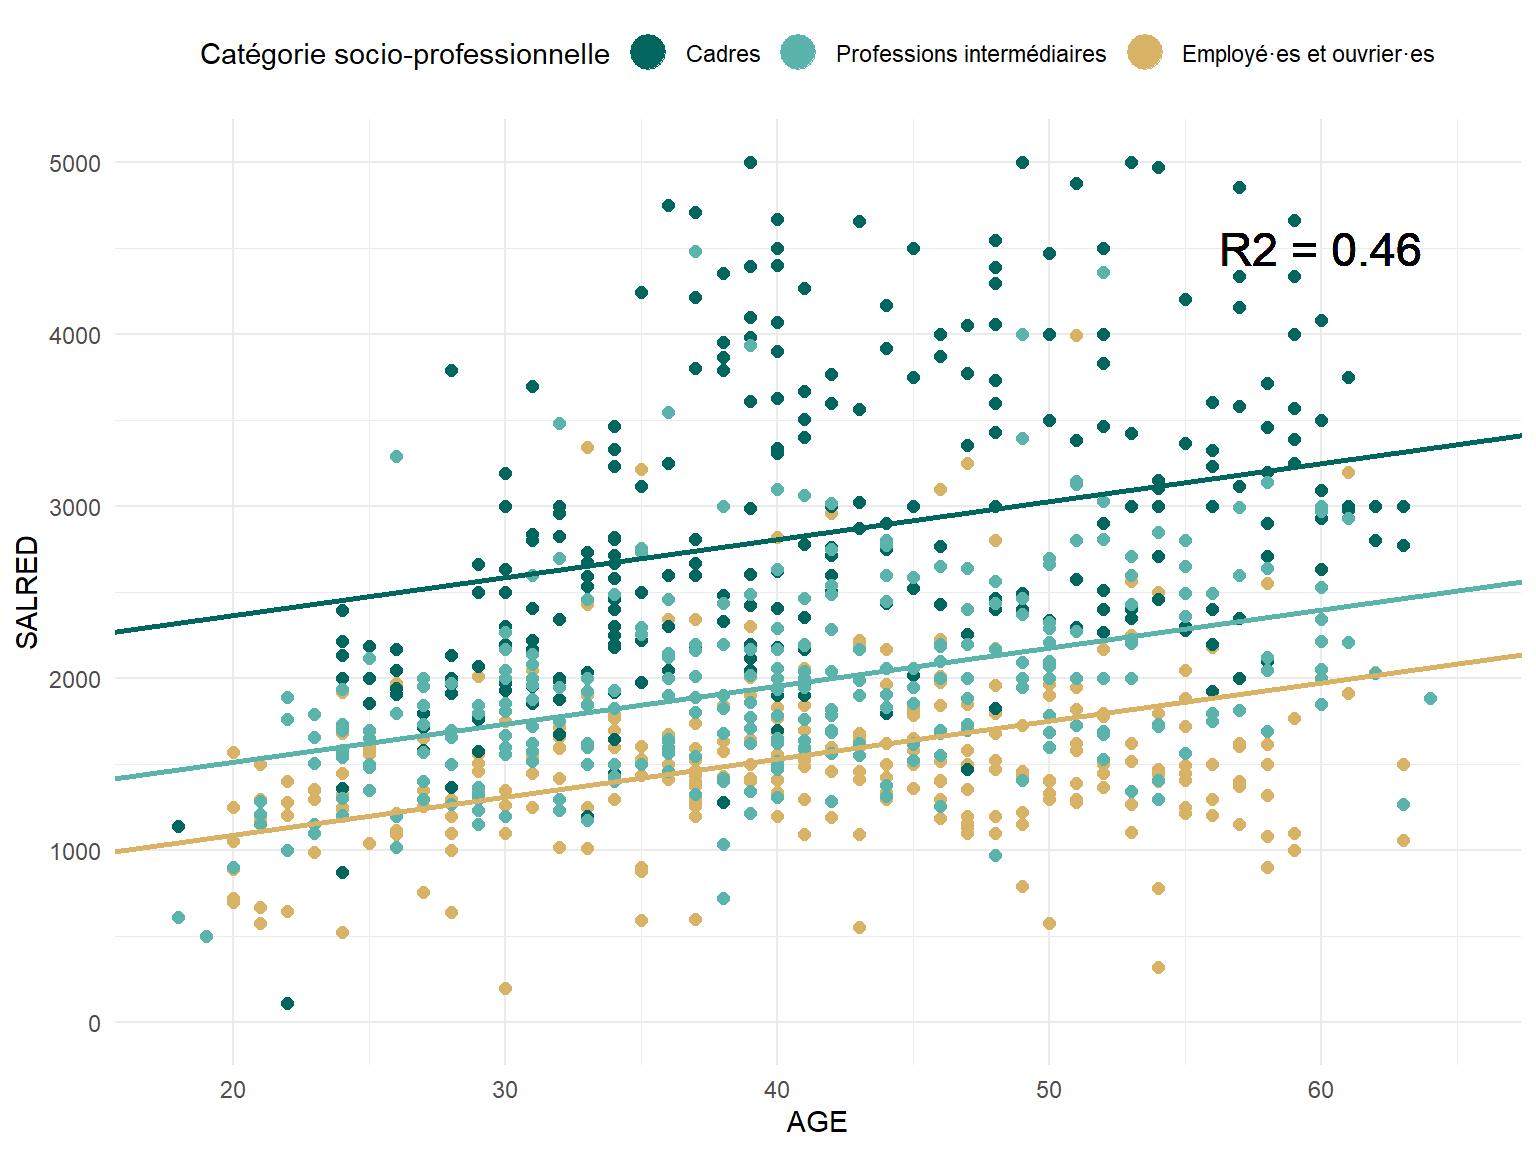 Catégorie socio-professionnelle Cadres Professions intermédiaires Employé·es et ouvrier·es
5000
R2 = 0.46
4000
3000
SALRED
2000
1000
0
20 30 40 50 60
AGE